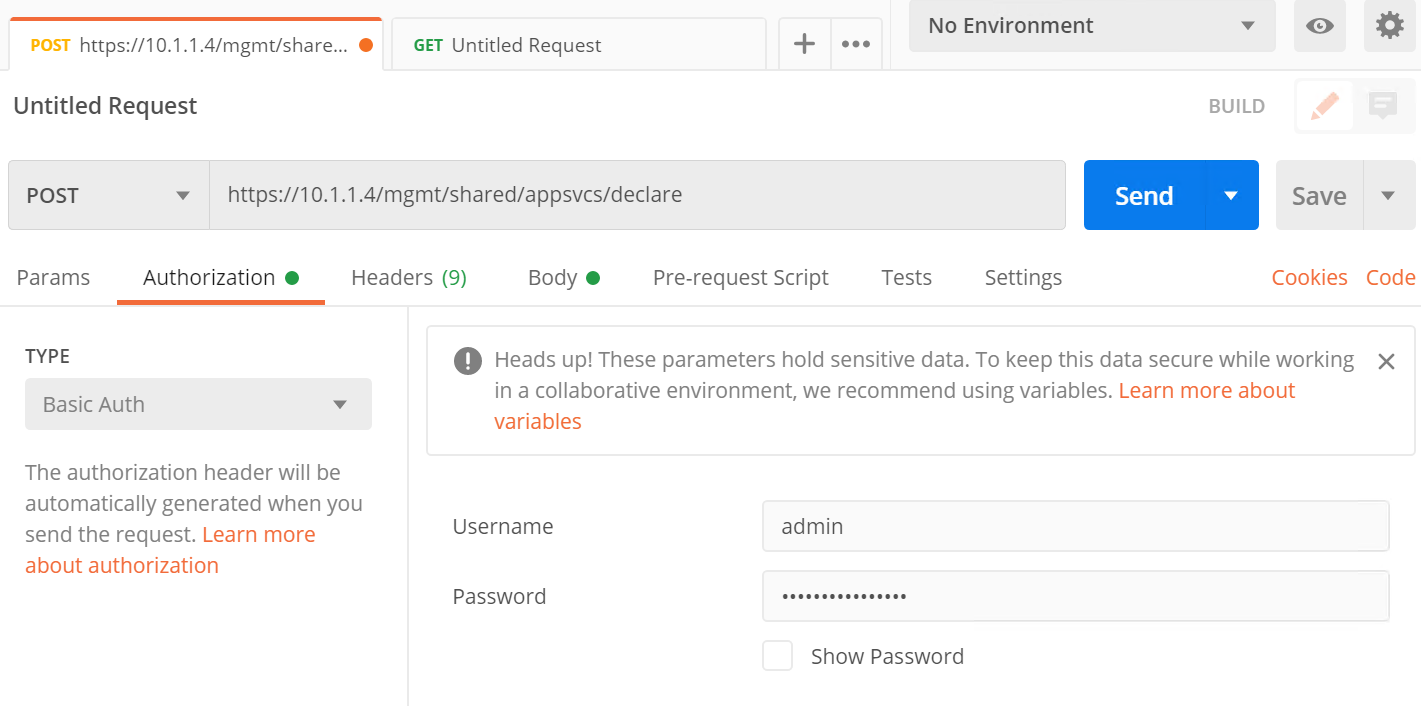 POST https://10.1.1.4/mgmt/share... GET Untitled Request No Environment
Untitled Request BUILD
POST https://10.1.1.4/mgmt/shared/appsvcs/declare Send Save
Params Authorization Headers (9) Body Pre-request Script Tests Settings Cookies Code
TYPE
Basic Auth
The authorization header will be
automatically generated when you
send the request. Learn more
about authorization
Heads up! These parameters hold sensitive data. To keep this data secure while working
in a collaborative environment, we recommend using variables. Learn more about
variables
Username admin
Password ••••••••••••••••
Show Password